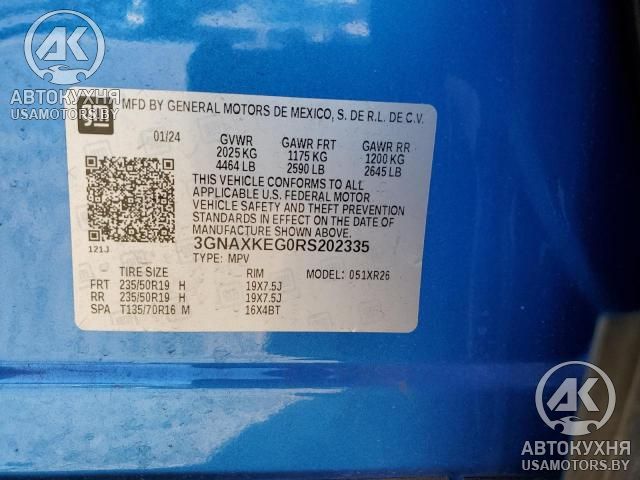 AK
АВТОКУХНЯ
USAMOTORS.BY
MFD BY GENERAL MOTORS DE MEXICO, S. DE R.L. DE C.V.
01/24 GVWR GAWR FRT GAWR RR
2025 KG 1175 KG 1200 KG
4464 LB 2590 LB 2645 LB
THIS VEHICLE CONFORMS TO ALL
APPLICABLE U.S. FEDERAL MOTOR
VEHICLE SAFETY AND THEFT PREVENTION
STANDARDS IN EFFECT ON THE DATE OF
MANUFACTURE SHOWN ABOVE.
121J 3GNAXKEG0RS202335
TYPE: MPV
TIRE SIZE RIM MODEL: 051XR26
FRT 235/50R19 H 19X7.5J
RR 235/50R19 H 19X7.5J
SPA T135/70R16 M 16X4BT
AK
АВТОКУХНЯ
USAMOTORS.BY